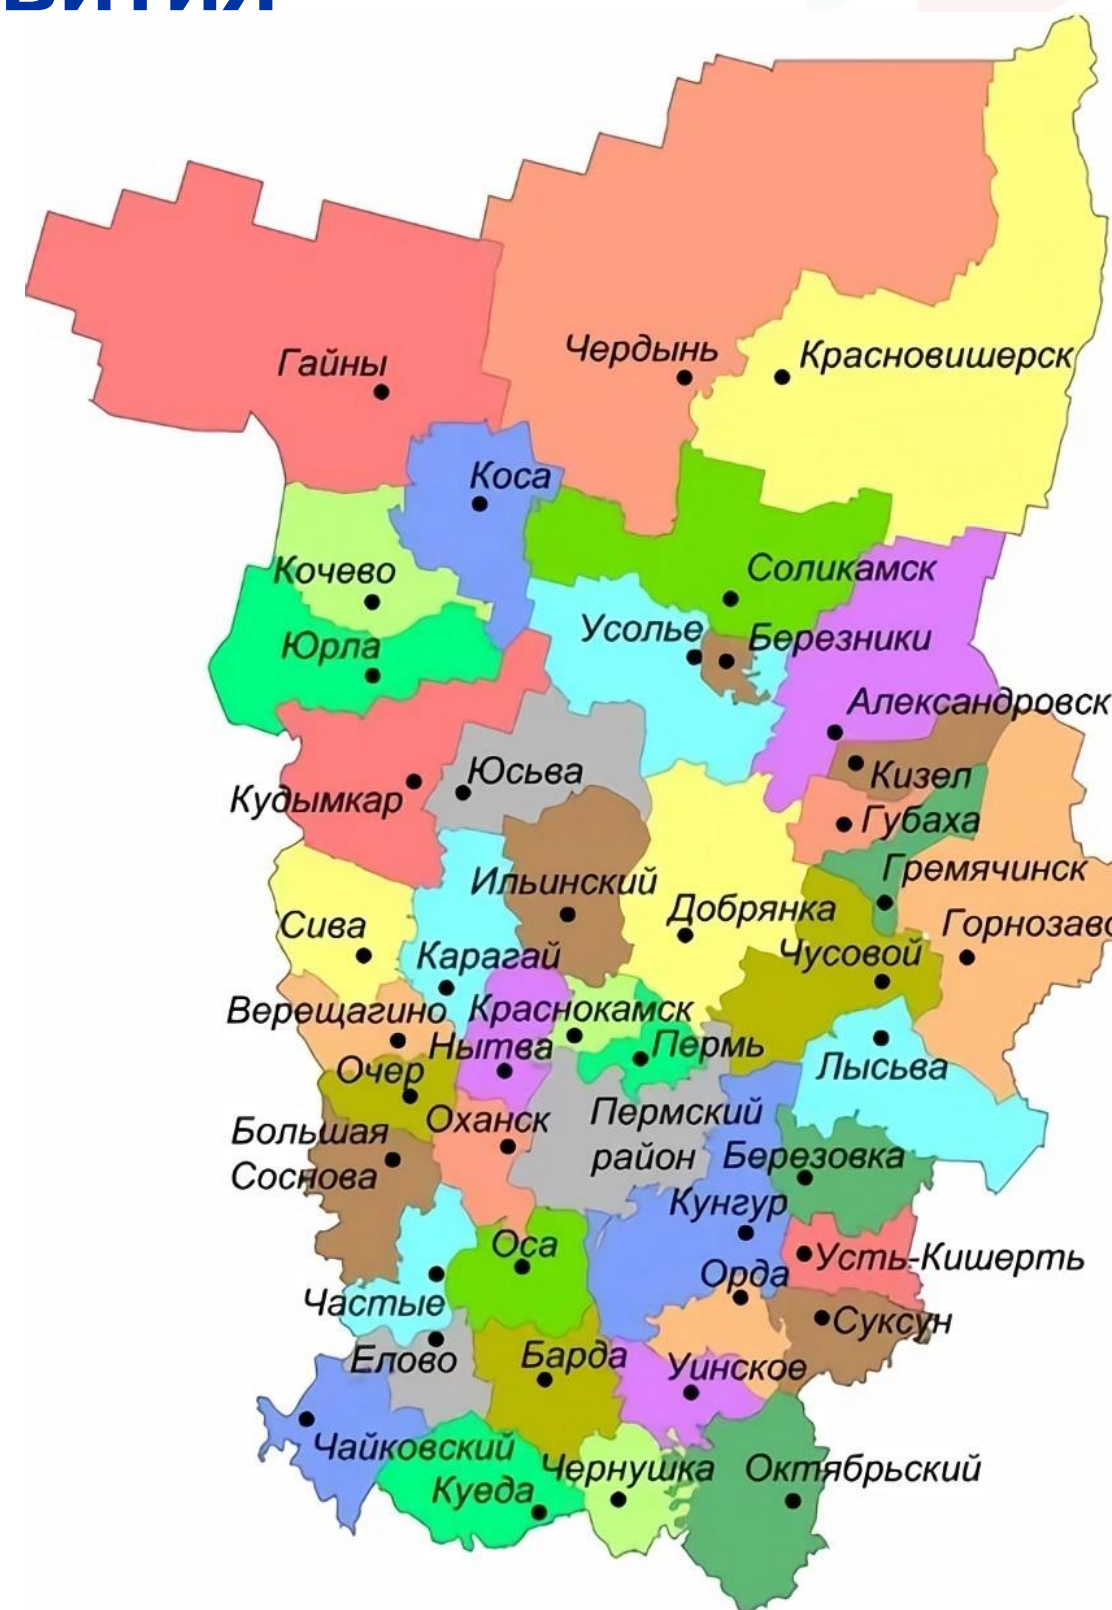 ВИТИЯ
Чердынь
Красновишерск
Гайны
Коса
Соликамск
Кочево
Усолье
Березники
Юрла
Александровск
Юсьва
Кизел
Кудымкар
Губаха
Гремячинск
Ильинский
Добрянка
Сива
Горнозаво
Чусовой
Карагай
Верещагино
Краснокамск
Нытва
Пермь
Очер
Лысьва
Оханск
Пермский
район
Большая
Соснова
Березовка
Кунгур
Оса
Усть-Кишерть
Орда
Частые
Суксун
Елово
Барда
Уинское
Чайковский
Чернушка
Октябрьский
Куеда